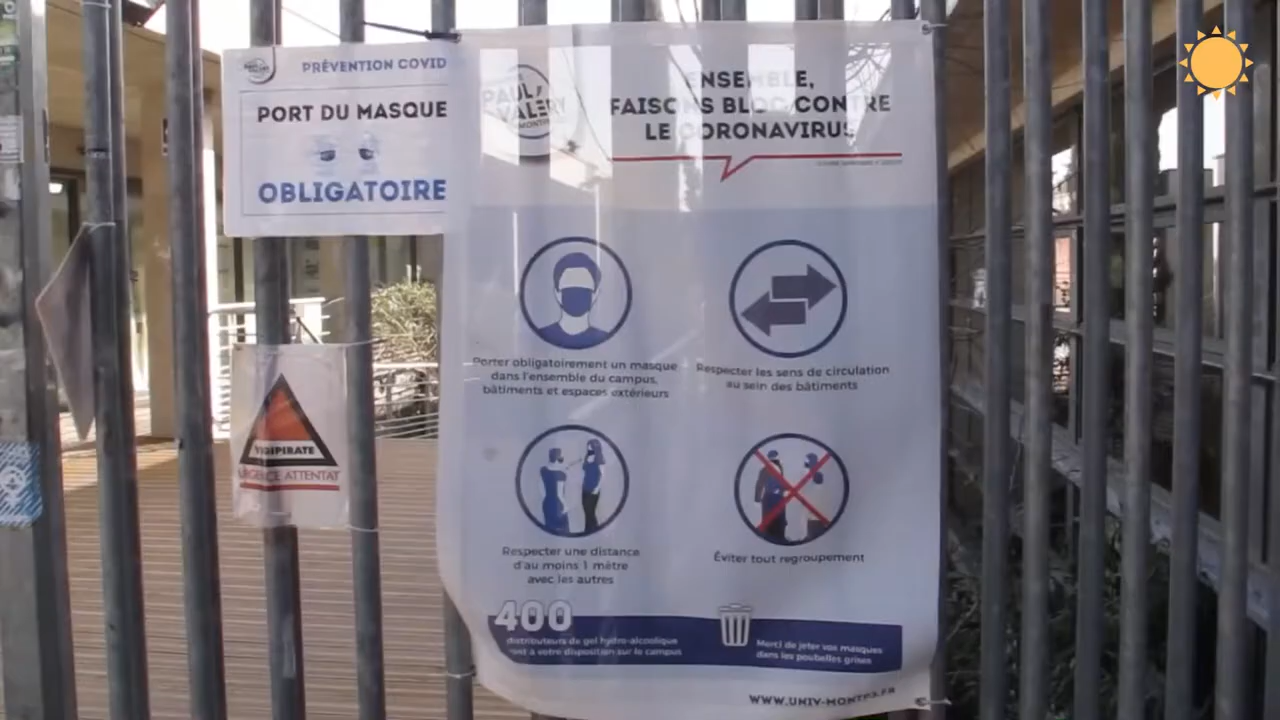 PRÉVENTION COVID
PORT DU MASQUE
OBLIGATOIRE
PAUL
VALÉRY
MONTP
ENSEMBLE,
FAISONS BLOC CONTRE
LE CORONAVIRUS
Porter obligatoirement un masque
dans l'ensemble du campus,
bâtiments et espaces extérieurs
Respecter les sens de circulation
au sein des bâtiments
VIGIPIRATE
URGENCE ATTENTAT
Respecter une distance
d'au moins 1 mètre
avec les autres
Éviter tout regroupement
400
distributeurs de gel hydro-alcoolique
sont à votre disposition sur le campus
Merci de jeter vos masques
dans les poubelles grises
WWW.UNIV-MONTP3.FR